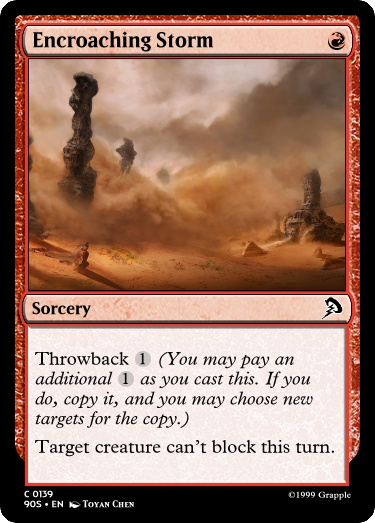 Encroaching Storm
Sorcery
Throwback 1 (You may pay an
additional 1 as you cast this. If you
do, copy it, and you may choose new
targets for the copy.)
Target creature can't block this turn.
C 0139
90S • EN Toyan Chen
©1999 Grapple